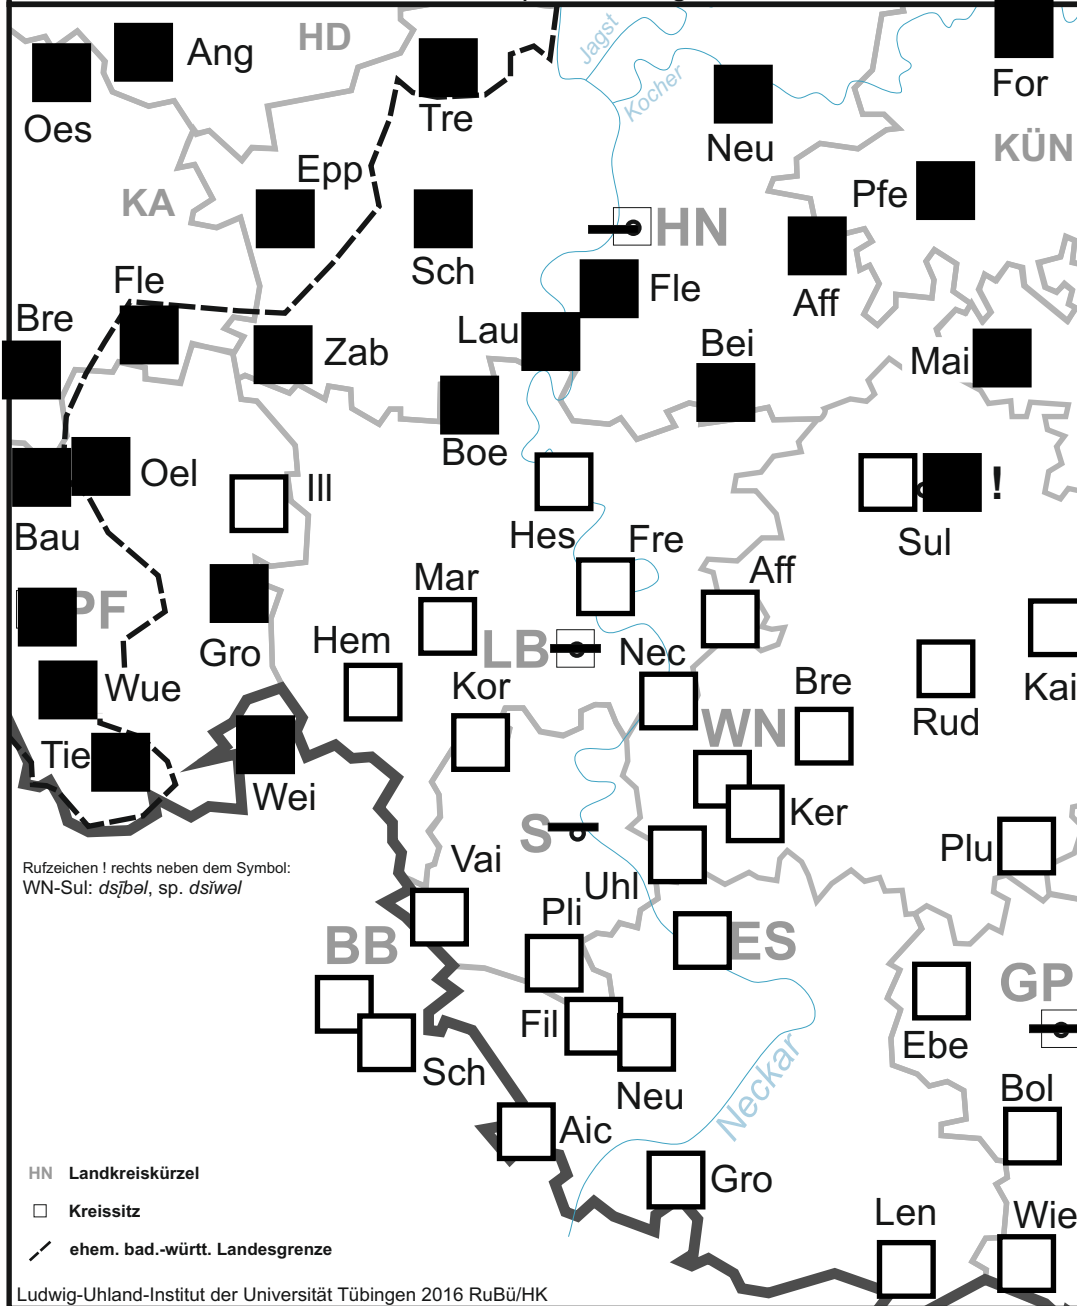 HD
Jagst
Ang
For
Oes
Kocher
Tre
Neu
KÜN
Epp
Pfe
KA
HN
Sch
Fle
Fle
Aff
Bre
Lau
Bei
Zab
Mai
Boe
Oel
Ill
!
Bau
Hes
Fre
Sul
Aff
Mar
PF
Hem
Gro
LB
Nec
Wue
Kor
Bre
Kai
Rud
WN
Tie
Wei
Ker
S
Plu
Vai
Rufzeichen ! rechts neben dem Symbol:
WN-Sul: dsı̨̄bəl, sp. dsīwəl
Uhl
Pli
BB
ES
GP
Fil
Ebe
Sch
Neu
Neckar
Bol
Aic
HN Landkreiskürzel
Gro
Kreissitz
Len
Wie
ehem. bad.-württ. Landesgrenze
Ludwig-Uhland-Institut der Universität Tübingen 2016 RuBü/HK